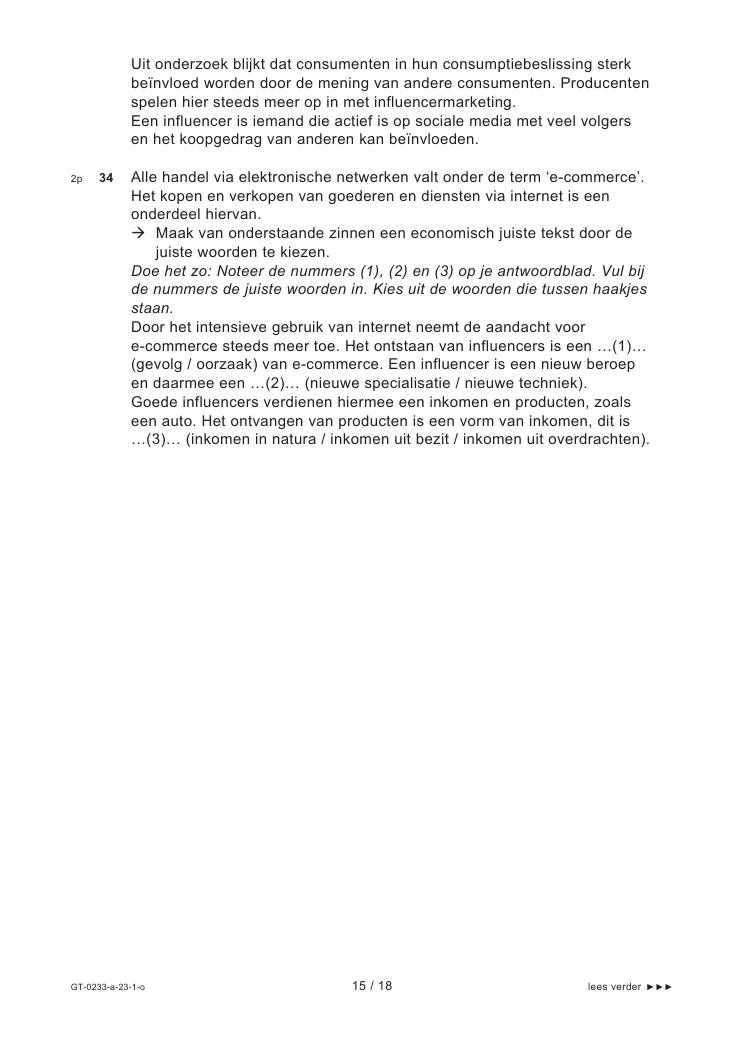 Uit onderzoek blijkt dat consumenten in hun consumptiebeslissing sterk
beïnvloed worden door de mening van andere consumenten. Producenten
spelen hier steeds meer op in met influencermarketing.
Een influencer is iemand die actief is op sociale media met veel volgers
en het koopgedrag van anderen kan beïnvloeden.
2p 34 Alle handel via elektronische netwerken valt onder de term ‘e-commerce’.
Het kopen en verkopen van goederen en diensten via internet is een
onderdeel hiervan.
→ Maak van onderstaande zinnen een economisch juiste tekst door de
juiste woorden te kiezen.
Doe het zo: Noteer de nummers (1), (2) en (3) op je antwoordblad. Vul bij
de nummers de juiste woorden in. Kies uit de woorden die tussen haakjes
staan.
Door het intensieve gebruik van internet neemt de aandacht voor
e-commerce steeds meer toe. Het ontstaan van influencers is een …(1)…
(gevolg / oorzaak) van e-commerce. Een influencer is een nieuw beroep
en daarmee een …(2)… (nieuwe specialisatie / nieuwe techniek).
Goede influencers verdienen hiermee een inkomen en producten, zoals
een auto. Het ontvangen van producten is een vorm van inkomen, dit is
…(3)… (inkomen in natura / inkomen uit bezit / inkomen uit overdrachten).
GT-0233-a-23-1-o 15 / 18 lees verder ►►►